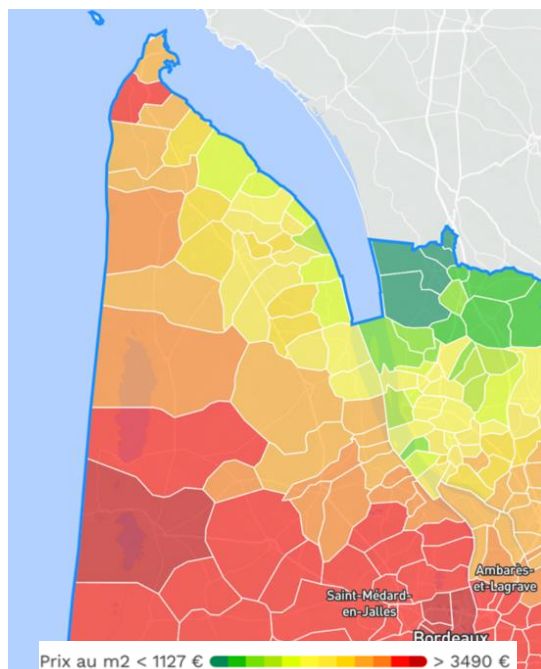 Ambarès-
et-Lagrave
Saint-Médard-
en-Jalles
Bordeaux
Prix au m2 < 1127 € > 3490 €